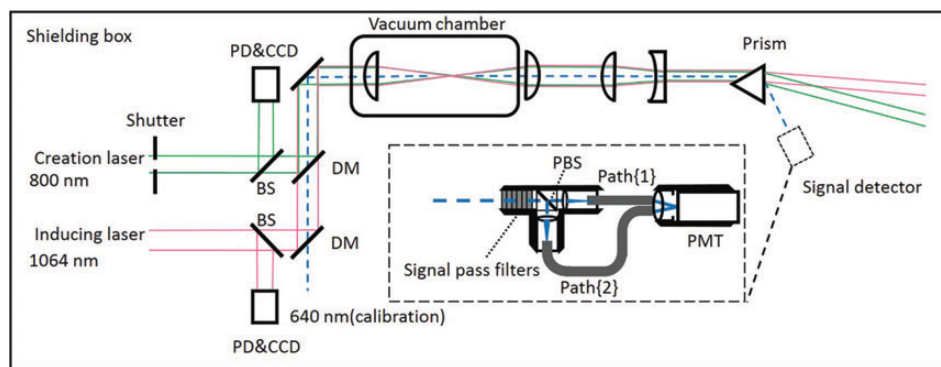 Shielding box
Vacuum chamber
PD&CCD
Prism
Shutter
Creation laser
800 nm
BS
DM
PBS
Path{1}
Signal detector
BS
Inducing laser
1064 nm
DM
PMT
Signal pass filters
Path{2}
640 nm(calibration)
PD&CCD